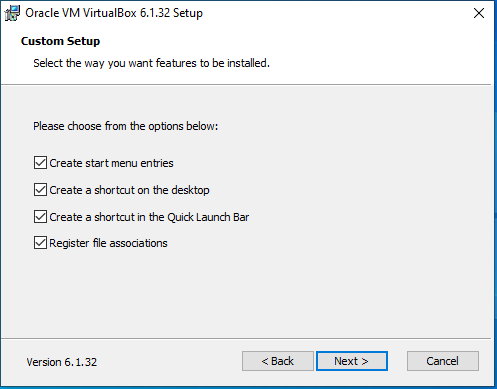 Oracle VM VirtualBox 6.1.32 Setup
Custom Setup
Select the way you want features to be installed.
Please choose from the options below:
Create start menu entries
Create a shortcut on the desktop
Create a shortcut in the Quick Launch Bar
Register file associations
Version 6.1.32
< Back
Next >
Cancel